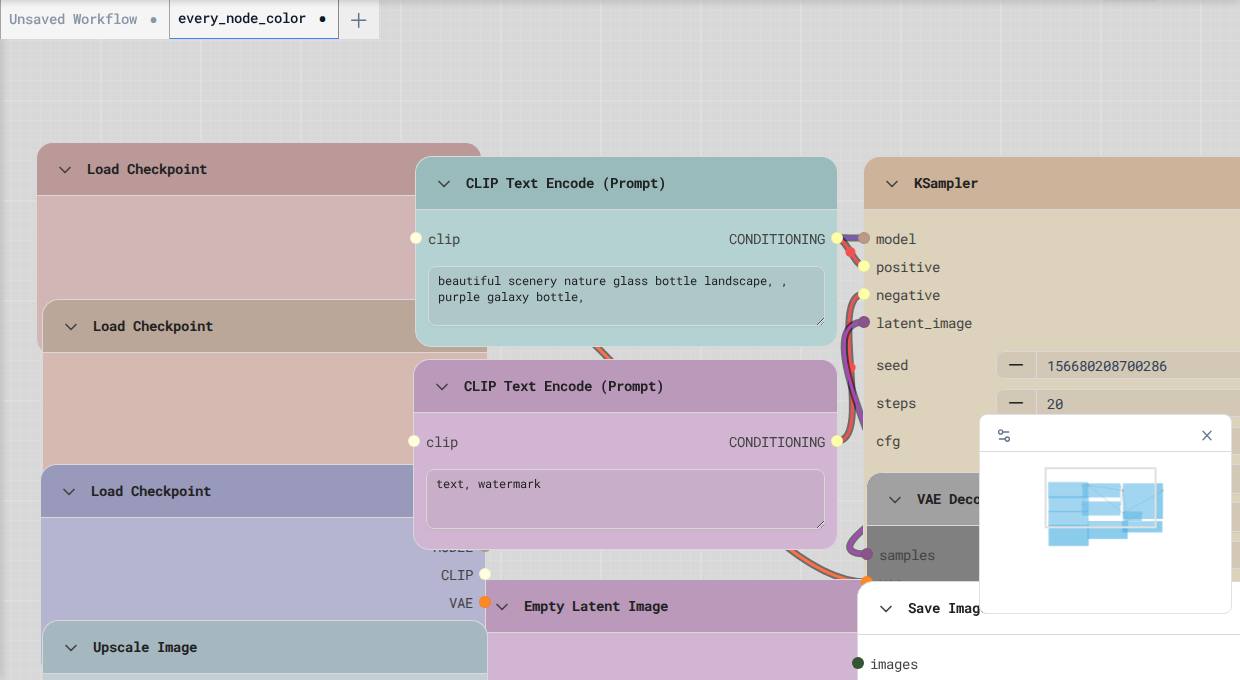 Unsaved Workflow
every_node_color
Load Checkpoint
CLIP Text Encode (Prompt)
clip
CONDITIONING
beautiful scenery nature glass bottle landscape, ,
purple galaxy bottle,
KSampler
model
positive
negative
latent_image
seed
156680208700286
steps
20
cfg
Load Checkpoint
CLIP Text Encode (Prompt)
clip
CONDITIONING
text, watermark
Load Checkpoint
MODEL
CLIP
VAE
VAE Deco
samples
Empty Latent Image
Save Imag
images
Upscale Image